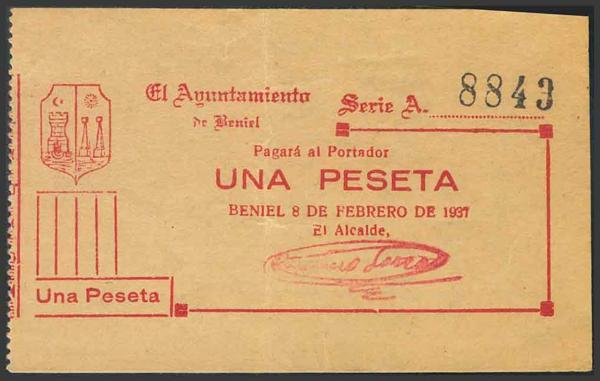 El Ayuntamiento
de Beniel
Serie A. 8843
Pagará al Portador
UNA PESETA
BENIEL 8 DE FEBRERO DE 1937
El Alcalde,
Una Peseta